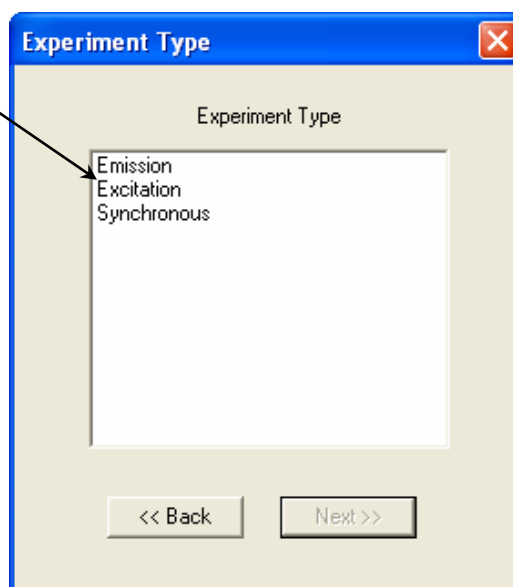 Experiment Type
Experiment Type
Emission
Excitation
Synchronous
<< Back
Next >>